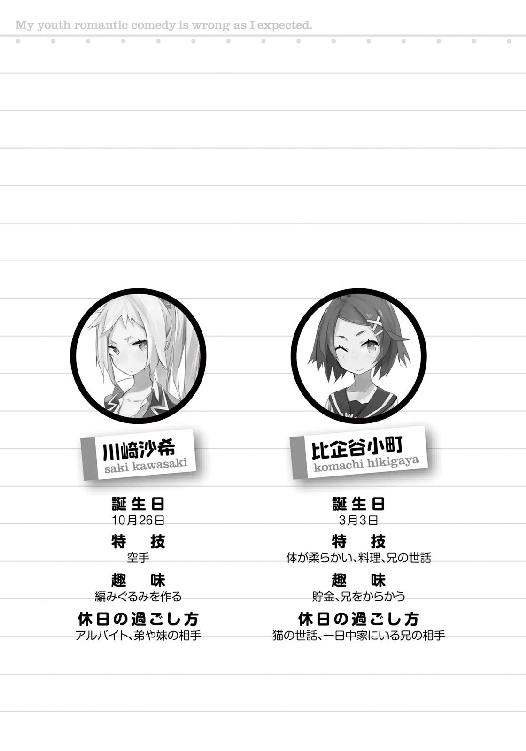 My youth romantic comedy is wrong as I expected.
川﨑沙希
saki kawasaki
誕生日
10月26日
特 技
空手
趣 味
編みぐるみを作る
休日の過ごし方
アルバイト、弟や妹の相手
比企谷小町
komachi hikigaya
誕生日
3月3日
特 技
体が柔らかい、料理、兄の世話
趣 味
貯金、兄をからかう
休日の過ごし方
猫の世話、一日中家にいる兄の相手